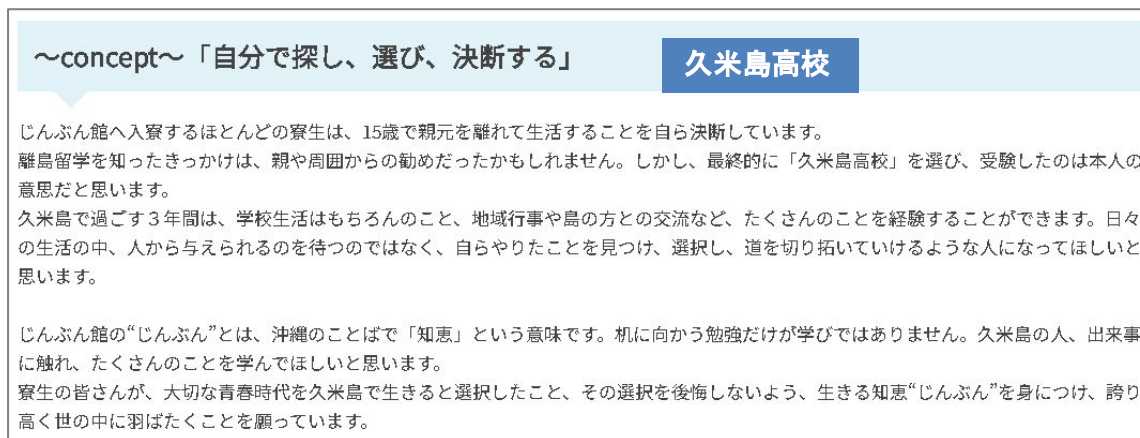 ～concept～「自分で探し、選び、決断する」
久米島高校
じんぶん館へ入寮するほとんどの寮生は、15歳で親元を離れて生活することを自ら決断しています。
離島留学を知ったきっかけは、親や周囲からの勧めだったかもしれません。しかし、最終的に「久米島高校」を選び、受験したのは本人の
意思だと思います。
久米島で過ごす３年間は、学校生活はもちろんのこと、地域行事や島の方との交流など、たくさんのことを経験することができます。日々
の生活の中、人から与えられるのを待つのではなく、自らやりたことを見つけ、選択し、道を切り拓いていけるような人になってほしいと
思います。
じんぶん館の“じんぶん”とは、沖縄のことばで「知恵」という意味です。机に向かう勉強だけが学びではありません。久米島の人、出来事
に触れ、たくさんのことを学んでほしいと思います。
寮生の皆さんが、大切な青春時代を久米島で生きると選択したこと、その選択を後悔しないよう、生きる知恵“じんぶん”を身につけ、誇り
高く世の中に羽ばたくことを願っています。